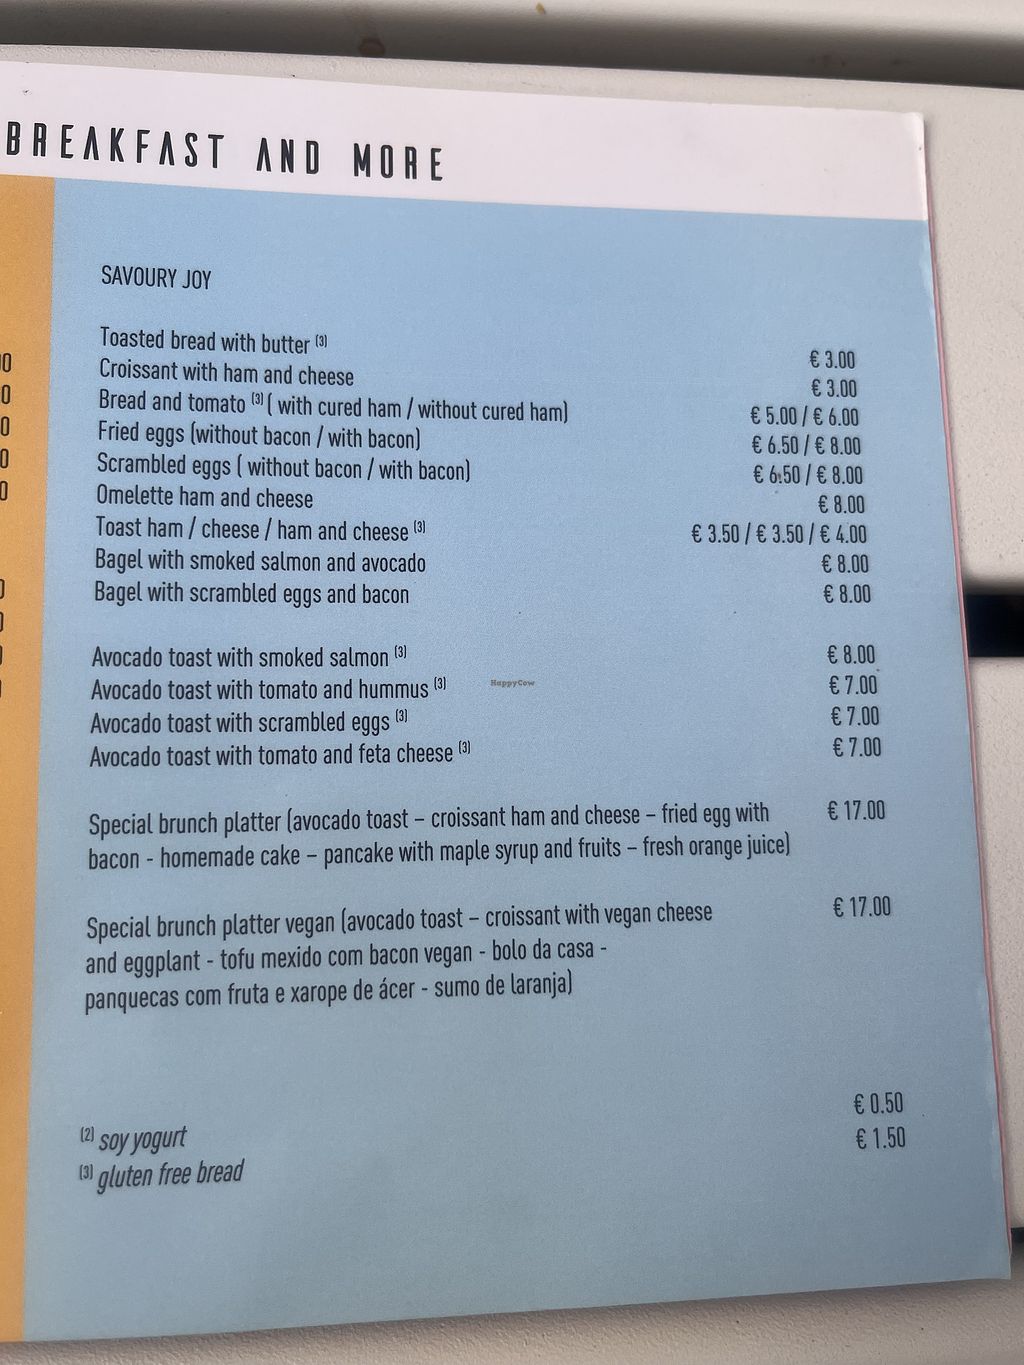 BREAKFAST AND MORE
SAVOURY JOY
Toasted bread with butter (3) € 3.00
Croissant with ham and cheese € 3.00
Bread and tomato (3) ( with cured ham / without cured ham) € 5.00 / € 6.00
Fried eggs (without bacon / with bacon) € 6.50 / € 8.00
Scrambled eggs ( without bacon / with bacon) € 6.50 / € 8.00
Omelette ham and cheese € 8.00
Toast ham / cheese / ham and cheese (3) € 3.50 / € 3.50 / € 4.00
Bagel with smoked salmon and avocado € 8.00
Bagel with scrambled eggs and bacon € 8.00
Avocado toast with smoked salmon (3) € 8.00
Avocado toast with tomato and hummus (3) € 7.00
Avocado toast with scrambled eggs (3) € 7.00
Avocado toast with tomato and feta cheese (3) € 7.00
HappyCow
Special brunch platter (avocado toast – croissant ham and cheese – fried egg with € 17.00
bacon - homemade cake – pancake with maple syrup and fruits – fresh orange juice)
Special brunch platter vegan (avocado toast – croissant with vegan cheese € 17.00
and eggplant - tofu mexido com bacon vegan - bolo da casa -
panquecas com fruta e xarope de ácer - sumo de laranja)
(2) soy yogurt € 0.50
(3) gluten free bread € 1.50